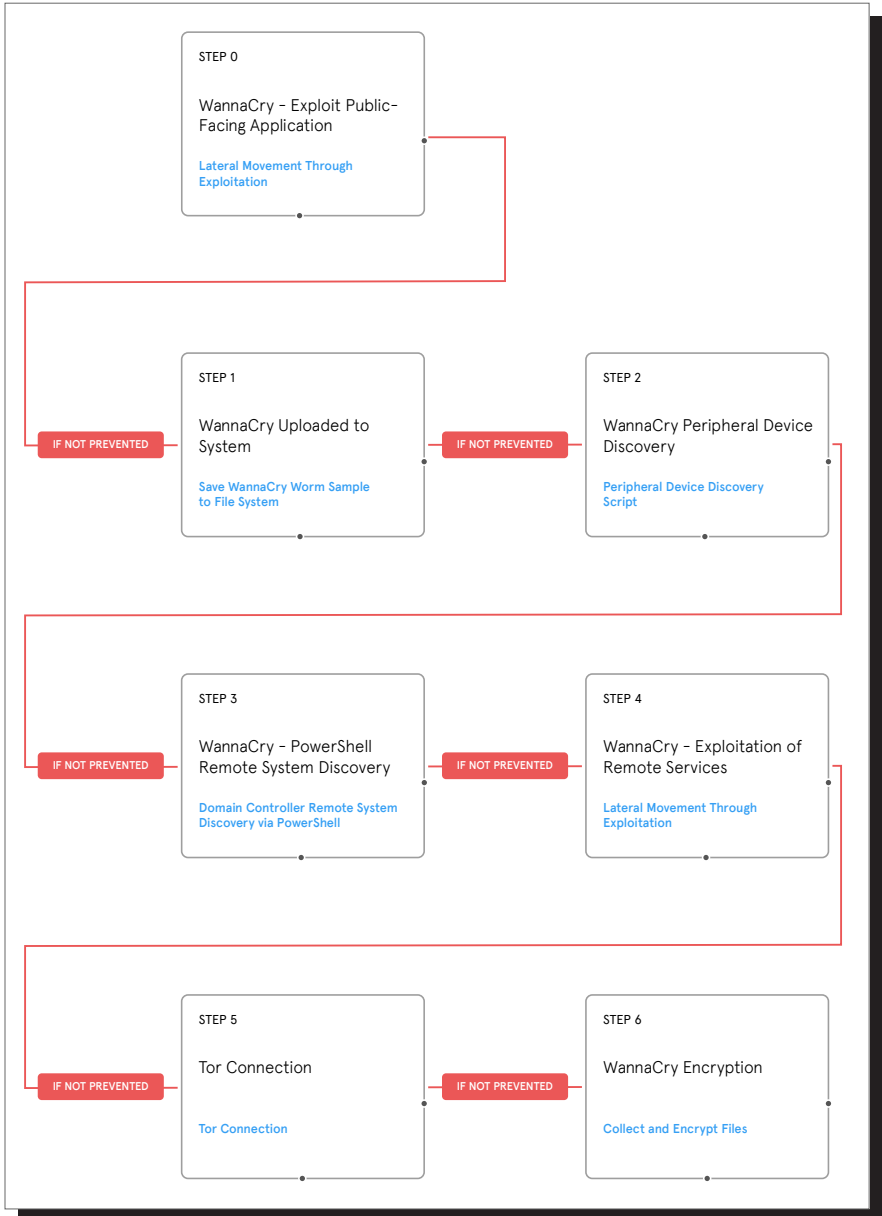 STEP 0
WannaCry - Exploit Public-
Facing Application
Lateral Movement Through
Exploitation
IF NOT PREVENTED
STEP 1
WannaCry Uploaded to
System
Save WannaCry Worm Sample
to File System
IF NOT PREVENTED
STEP 2
WannaCry Peripheral Device
Discovery
Peripheral Device Discovery
Script
IF NOT PREVENTED
STEP 3
WannaCry - PowerShell
Remote System Discovery
Domain Controller Remote System
Discovery via PowerShell
IF NOT PREVENTED
STEP 4
WannaCry - Exploitation of
Remote Services
Lateral Movement Through
Exploitation
IF NOT PREVENTED
STEP 5
Tor Connection
Tor Connection
IF NOT PREVENTED
STEP 6
WannaCry Encryption
Collect and Encrypt Files